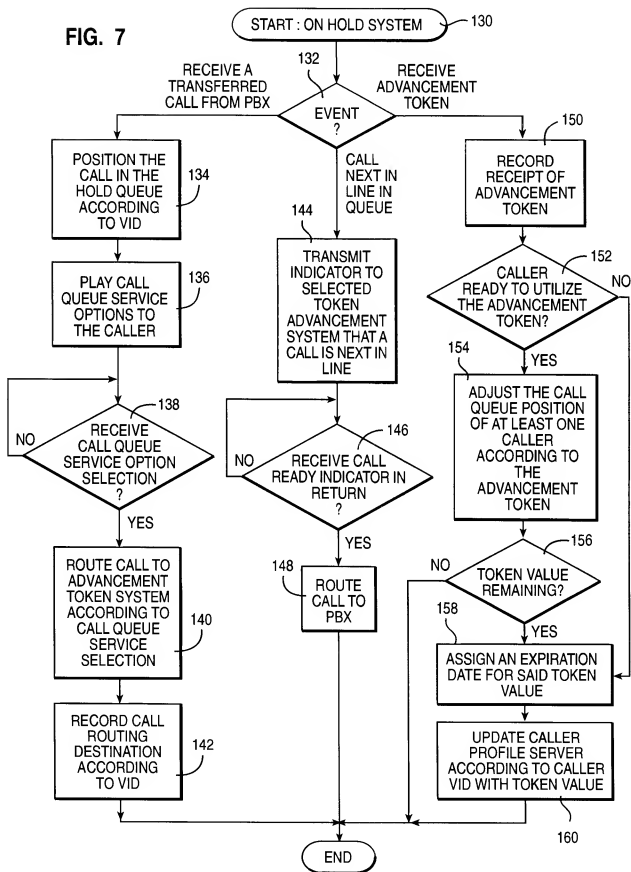 FIG. 7
START : ON HOLD SYSTEM
130
RECEIVE A
TRANSFERRED
CALL FROM PBX
132
EVENT
?
RECEIVE
ADVANCEMENT
TOKEN
POSITION THE
CALL IN THE
HOLD QUEUE
ACCORDING
TO VID
134
PLAY CALL
QUEUE SERVICE
OPTIONS TO
THE CALLER
136
138
RECEIVE
CALL QUEUE
SERVICE OPTION
SELECTION
?
NO
YES
ROUTE CALL TO
ADVANCEMENT
TOKEN SYSTEM
ACCORDING TO
CALL QUEUE
SERVICE
SELECTION
140
RECORD CALL
ROUTING
DESTINATION
ACCORDING
TO VID
142
CALL
NEXT IN
LINE IN
QUEUE
144
TRANSMIT
INDICATOR TO
SELECTED
TOKEN
ADVANCEMENT
SYSTEM THAT A
CALL IS NEXT IN
LINE
146
RECEIVE CALL
READY INDICATOR IN
RETURN
?
NO
YES
148
ROUTE
CALL TO
PBX
150
RECORD
RECEIPT OF
ADVANCEMENT
TOKEN
152
CALLER
READY TO UTILIZE
THE ADVANCEMENT
TOKEN?
NO
YES
154
ADJUST THE CALL
QUEUE POSITION
OF AT LEAST ONE
CALLER
ACCORDING TO
THE
ADVANCEMENT
TOKEN
156
TOKEN VALUE
REMAINING?
NO
YES
158
ASSIGN AN EXPIRATION
DATE FOR SAID TOKEN
VALUE
UPDATE CALLER
PROFILE SERVER
ACCORDING TO CALLER
VID WITH TOKEN VALUE
160
END